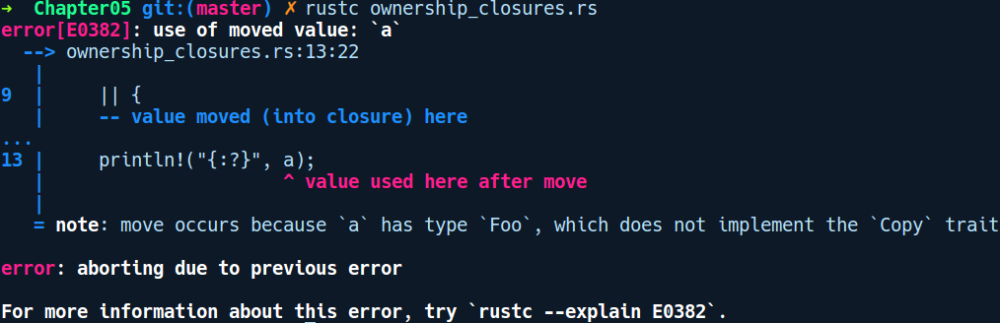 ➜  Chapter05 git:(master) ✗ rustc ownership_closures.rs
error[E0382]: use of moved value: `a`
  --> ownership_closures.rs:13:22
   |
9  |     || {
   |     -- value moved (into closure) here
...
13 |     println!("{:?}", a);
   |                      ^ value used here after move
   |
   = note: move occurs because `a` has type `Foo`, which does not implement the `Copy` trait
error: aborting due to previous error
For more information about this error, try `rustc --explain E0382`.